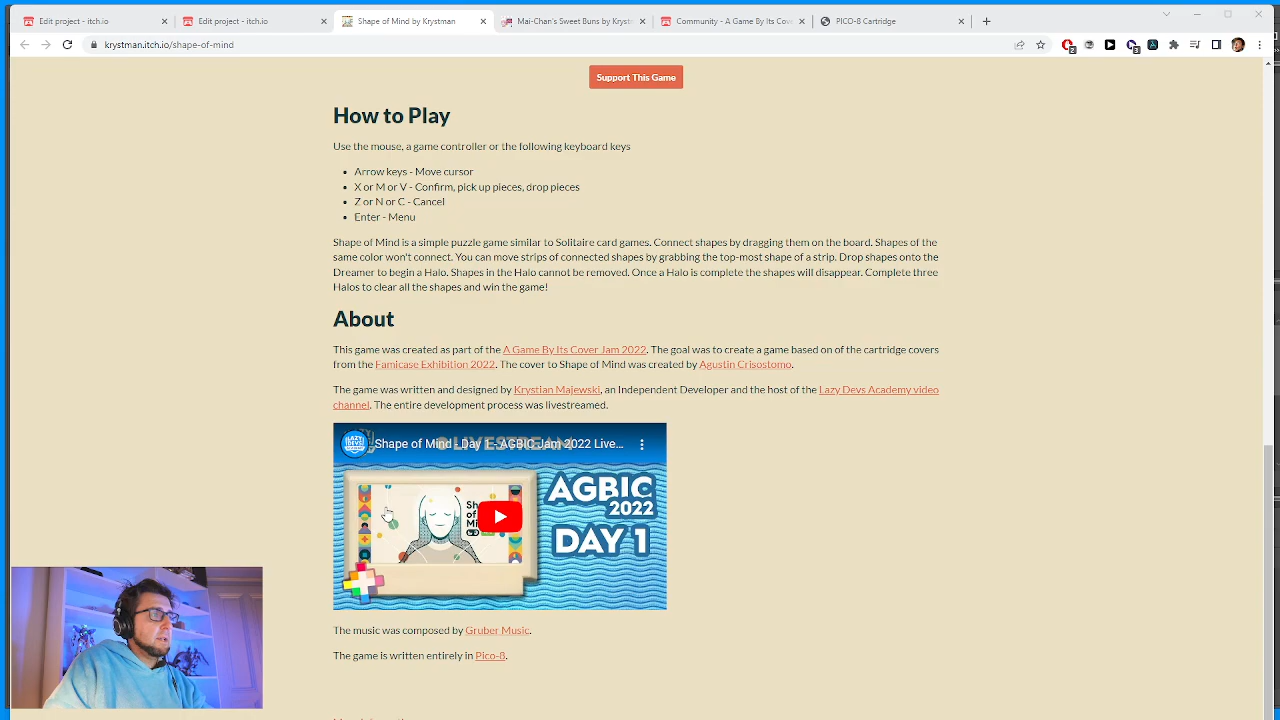 Edit project - itch.io
Edit project - itch.io
Shape of Mind by Krystman
Mai-Chan's Sweet Buns by Kryst
Community - A Game By Its Cove
PICO-8 Cartridge
krystman.itch.io/shape-of-mind
Support This Game
How to Play
Use the mouse, a game controller or the following keyboard keys
• Arrow keys - Move cursor
• X or M or V - Confirm, pick up pieces, drop pieces
• Z or N or C - Cancel
• Enter - Menu
Shape of Mind is a simple puzzle game similar to Solitaire card games. Connect shapes by dragging them on the board. Shapes of the
same color won't connect. You can move strips of connected shapes by grabbing the top-most shape of a strip. Drop shapes onto the
Dreamer to begin a Halo. Shapes in the Halo cannot be removed. Once a Halo is complete the shapes will disappear. Complete three
Halos to clear all the shapes and win the game!
About
This game was created as part of the A Game By Its Cover Jam 2022. The goal was to create a game based on of the cartridge covers
from the Famicase Exhibition 2022. The cover to Shape of Mind was created by Agustin Crisostomo.
The game was written and designed by Krystian Majewski, an Independent Developer and the host of the Lazy Devs Academy video
channel. The entire development process was livestreamed.
Shape of Mind - Day 1 - AGBIC Jam 2022 Live...
LIVESTREAM
AGBIC
2022
DAY 1
The music was composed by Gruber Music.
The game is written entirely in Pico-8.